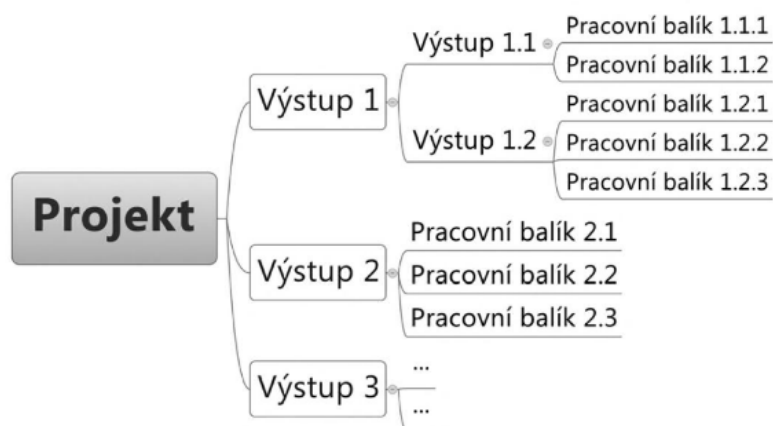 Projekt
Výstup 1
Výstup 1.1
Pracovní balík 1.1.1
Pracovní balík 1.1.2
Výstup 1.2
Pracovní balík 1.2.1
Pracovní balík 1.2.2
Pracovní balík 1.2.3
Výstup 2
Pracovní balík 2.1
Pracovní balík 2.2
Pracovní balík 2.3
Výstup 3
...
...